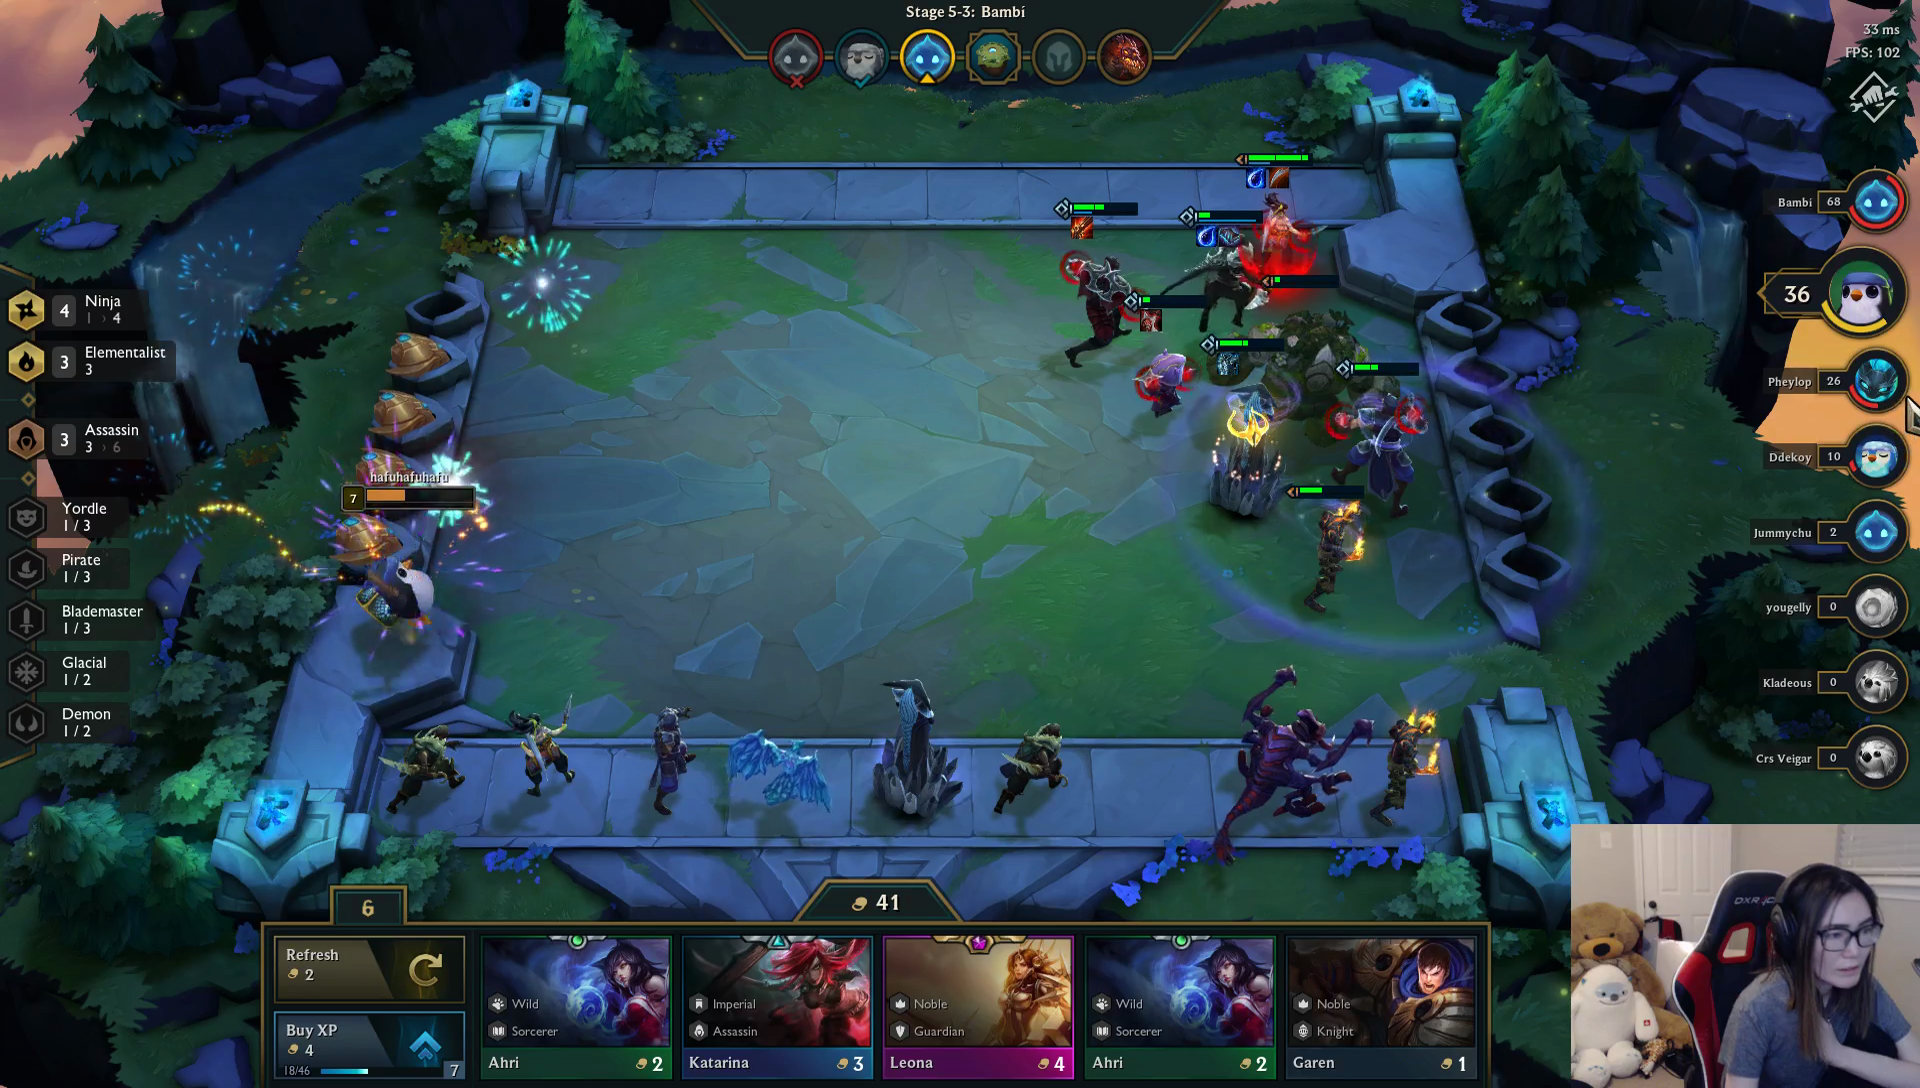 Stage 5-3: Bambí
33 ms
FPS: 102
Bambí 68
36
Pheylop 26
Ddekoy 10
Jummychu 2
yougelly 0
Kladeous 0
Crs Veigar 0
4 Ninja
1 › 4
3 Elementalist
3
3 Assassin
3 › 6
Yordle
1 / 3
Pirate
1 / 3
Blademaster
1 / 3
Glacial
1 / 2
Demon
1 / 2
hafuhafuhafu
7
6
41
Refresh
2
Buy XP
4
18/46
7
Wild
Sorcerer
Ahri 2
Imperial
Assassin
Katarina 3
Noble
Guardian
Leona 4
Wild
Sorcerer
Ahri 2
Noble
Knight
Garen 1